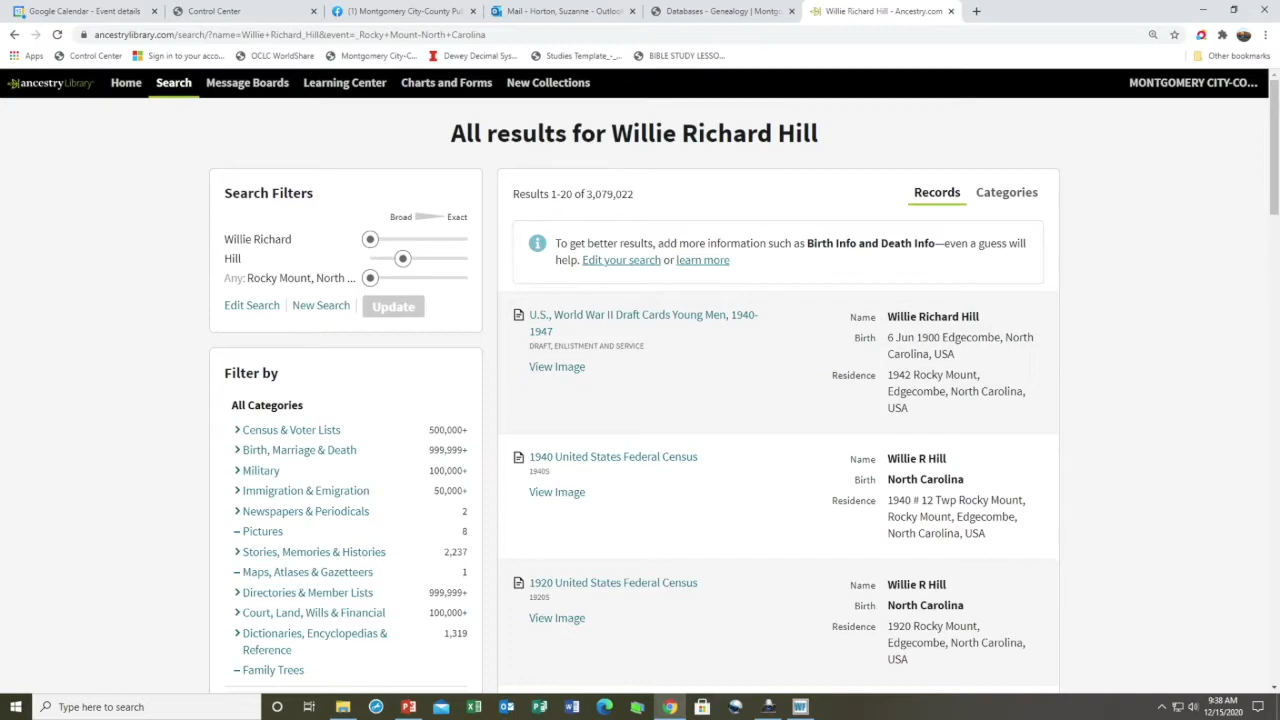 Google Calendar - Event details
Control Center
Montgomery City-County Pu
Mail - Horton, Suzanne - Outloo
Databases - Genealogy | Montgo
Willie Richard Hill - Ancestry.com
ancestrylibrary.com/search/?name=Willie+Richard_Hill&event=_Rocky+Mount-North+Carolina
Apps
Control Center
Sign in to your acco...
OCLC WorldShare
Montgomery City-C...
Dewey Decimal Sys...
Studies Template_-_...
BIBLE STUDY LESSO...
Other bookmarks
ancestryLibrary
Home
Search
Message Boards
Learning Center
Charts and Forms
New Collections
MONTGOMERY CITY-CO...
All results for Willie Richard Hill
Search Filters
Broad
Exact
Willie Richard
Hill
Any: Rocky Mount, North ...
Edit Search
New Search
Update
Filter by
All Categories
Census & Voter Lists 500,000+
Birth, Marriage & Death 999,999+
Military 100,000+
Immigration & Emigration 50,000+
Newspapers & Periodicals 2
Pictures 8
Stories, Memories & Histories 2,237
Maps, Atlases & Gazetteers 1
Directories & Member Lists 999,999+
Court, Land, Wills & Financial 100,000+
Dictionaries, Encyclopedias & 1,319
Reference
Family Trees
Results 1-20 of 3,079,022
Records
Categories
To get better results, add more information such as Birth Info and Death Info—even a guess will
help. Edit your search or learn more
U.S., World War II Draft Cards Young Men, 1940-
1947
DRAFT, ENLISTMENT AND SERVICE
View Image
Name Willie Richard Hill
Birth 6 Jun 1900 Edgecombe, North
Carolina, USA
Residence 1942 Rocky Mount,
Edgecombe, North Carolina,
USA
1940 United States Federal Census
1940S
View Image
Name Willie R Hill
Birth North Carolina
Residence 1940 # 12 Twp Rocky Mount,
Rocky Mount, Edgecombe,
North Carolina, USA
1920 United States Federal Census
1920S
View Image
Name Willie R Hill
Birth North Carolina
Residence 1920 Rocky Mount,
Edgecombe, North Carolina,
USA
Type here to search
9:38 AM
12/15/2020